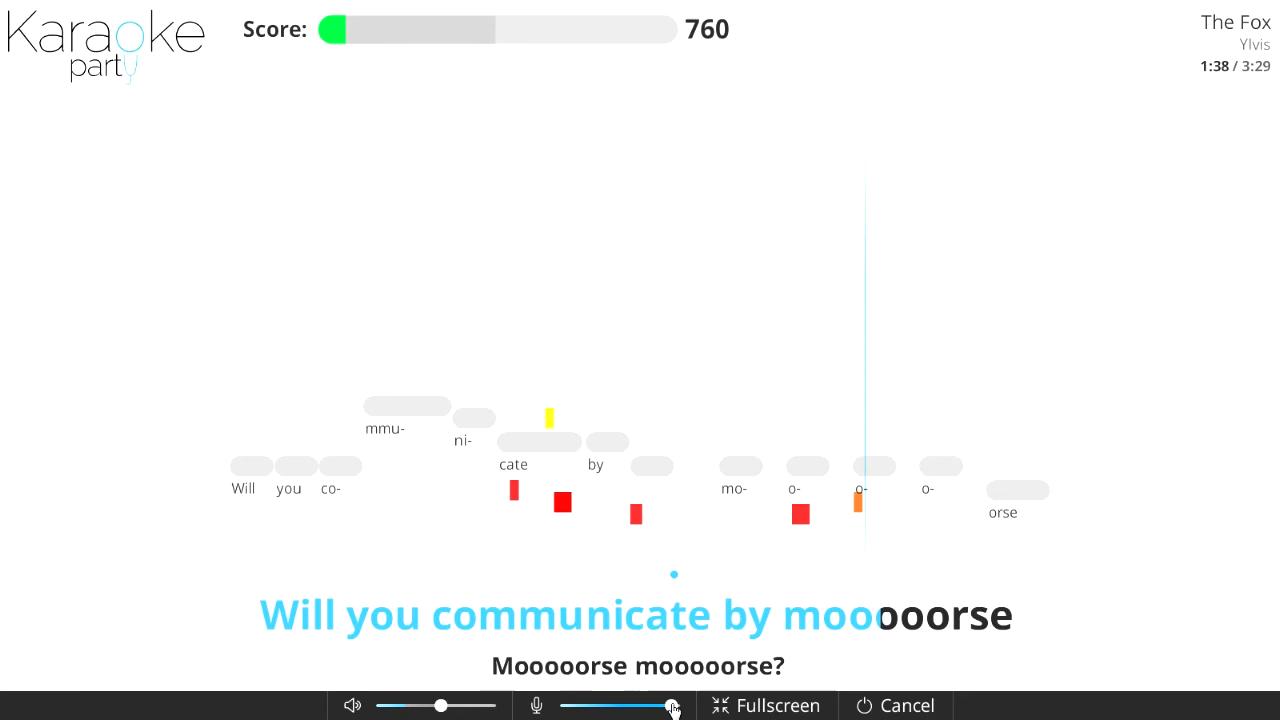 Karaoke
party
Score:
760
The Fox
Ylvis
1:38 / 3:29
mmu-
ni-
cate
by
Will
you
co-
mo-
o-
o-
o-
orse
Will you communicate by moooooorse
Mooooorse mooooorse?
Fullscreen
Cancel